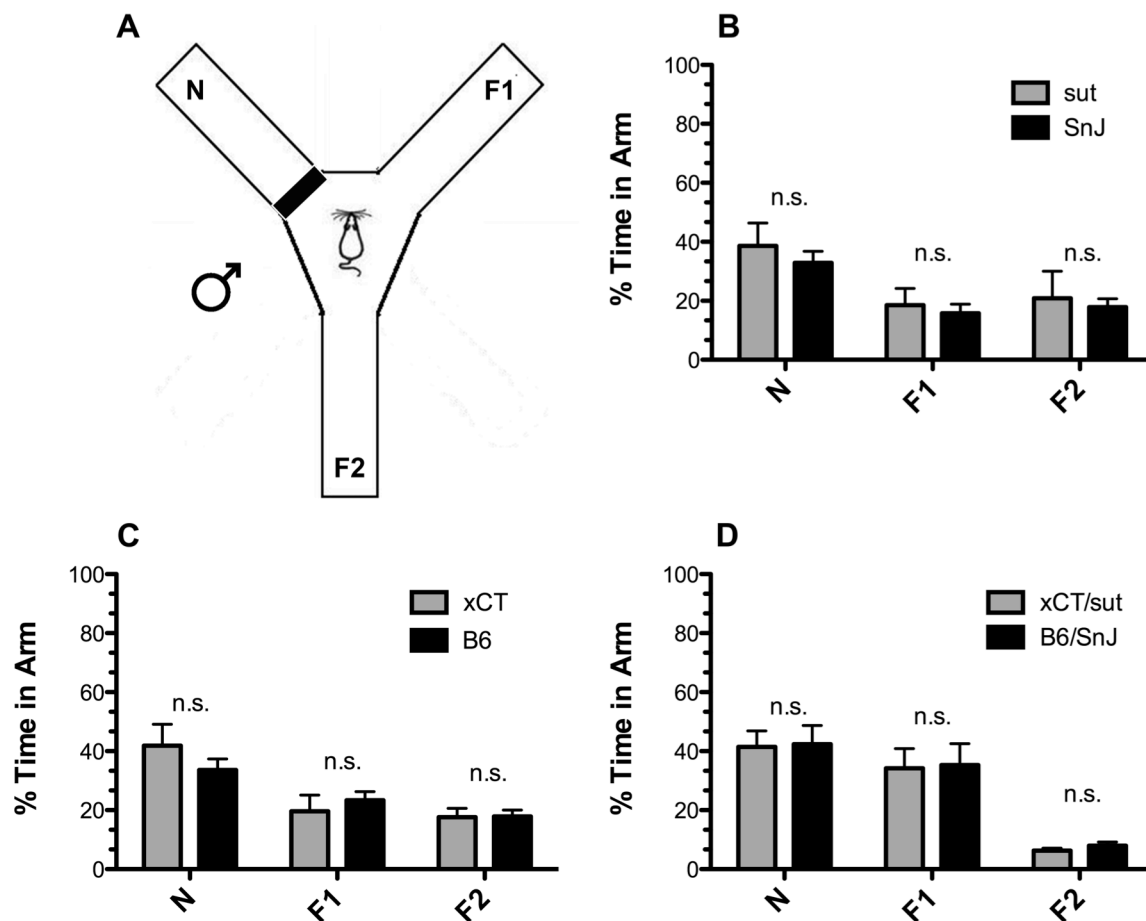 A
N
F1
♂
F2
B
% Time in Arm
100
80
60
40
20
0
sut
SnJ
n.s.
n.s.
n.s.
N
F1
F2
C
% Time in Arm
100
80
60
40
20
0
xCT
B6
n.s.
n.s.
n.s.
N
F1
F2
D
% Time in Arm
100
80
60
40
20
0
xCT/sut
B6/SnJ
n.s.
n.s.
n.s.
N
F1
F2